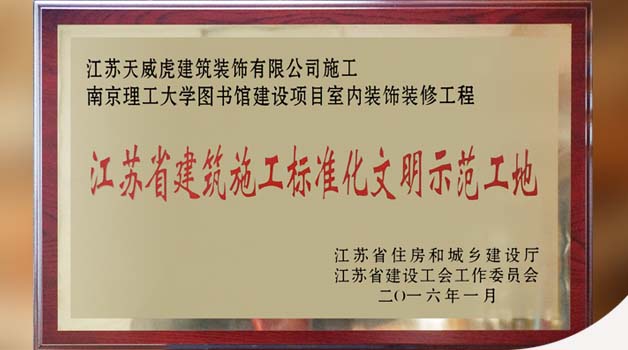 江苏天威虎建筑装饰有限公司施工
南京理工大学图书馆建设项目室内装饰装修工程
江苏省建筑施工标准化文明示范工地
江苏省住房和城乡建设厅
江苏省建设工会工作委员会
二〇一六年一月